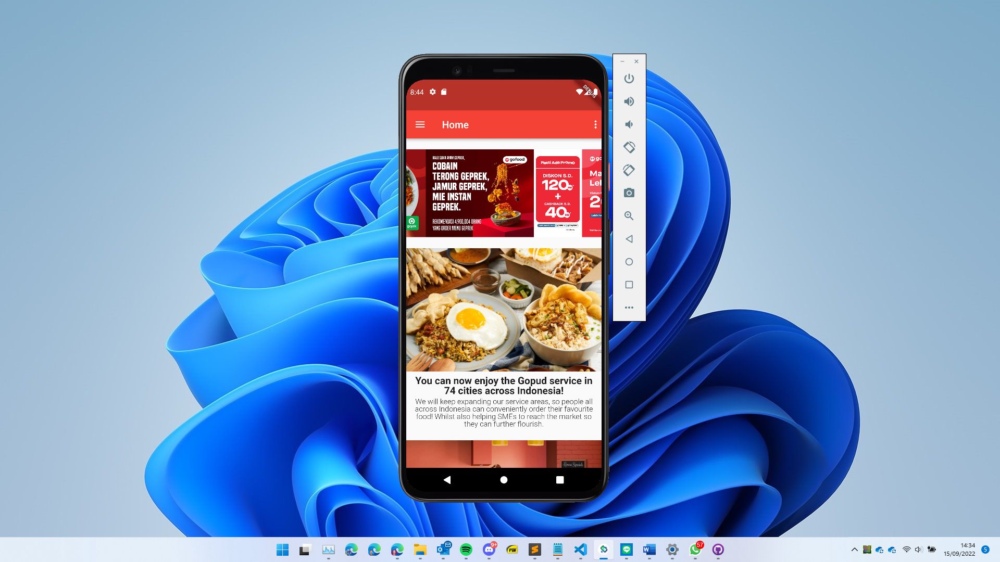 8:44
DEBUG
Home
KALO SUKA AYAM GEPREK,
COBAIN
TERONG GEPREK,
JAMUR GEPREK,
MIE INSTAN
GEPREK.
REKOMENDASI 4,960,004 ORANG
YANG ORDER MENU GEPREK
gofood
gojek
Pasti Ada Promo
DISKON S.D.
120RB*
+
CASHBACK S.D.
40RB*
go
Ma
Lel
Diskon S
2
You can now enjoy the Gopud service in
74 cities across Indonesia!
We will keep expanding our service areas, so people all
across Indonesia can conveniently order their favourite
food! Whilst also helping SMEs to reach the market so
they can further flourish.
House Specials
9+
PDF
57
14:34
15/09/2022
5